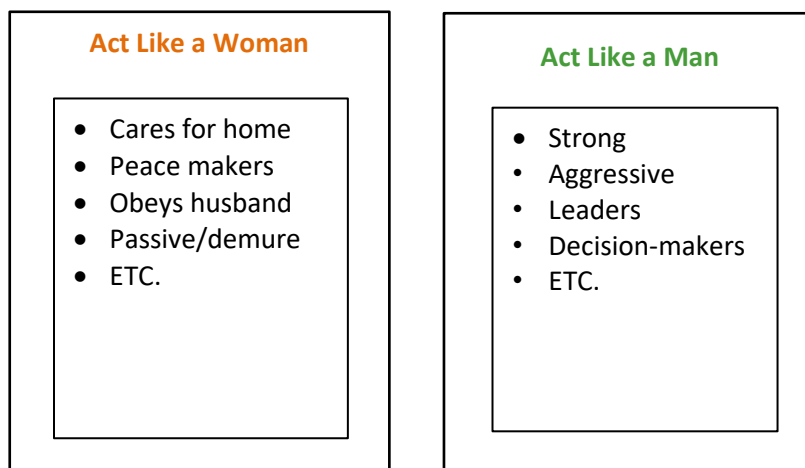 Act Like a Woman
• Cares for home
• Peace makers
• Obeys husband
• Passive/demure
• ETC.
Act Like a Man
• Strong
• Aggressive
• Leaders
• Decision-makers
• ETC.